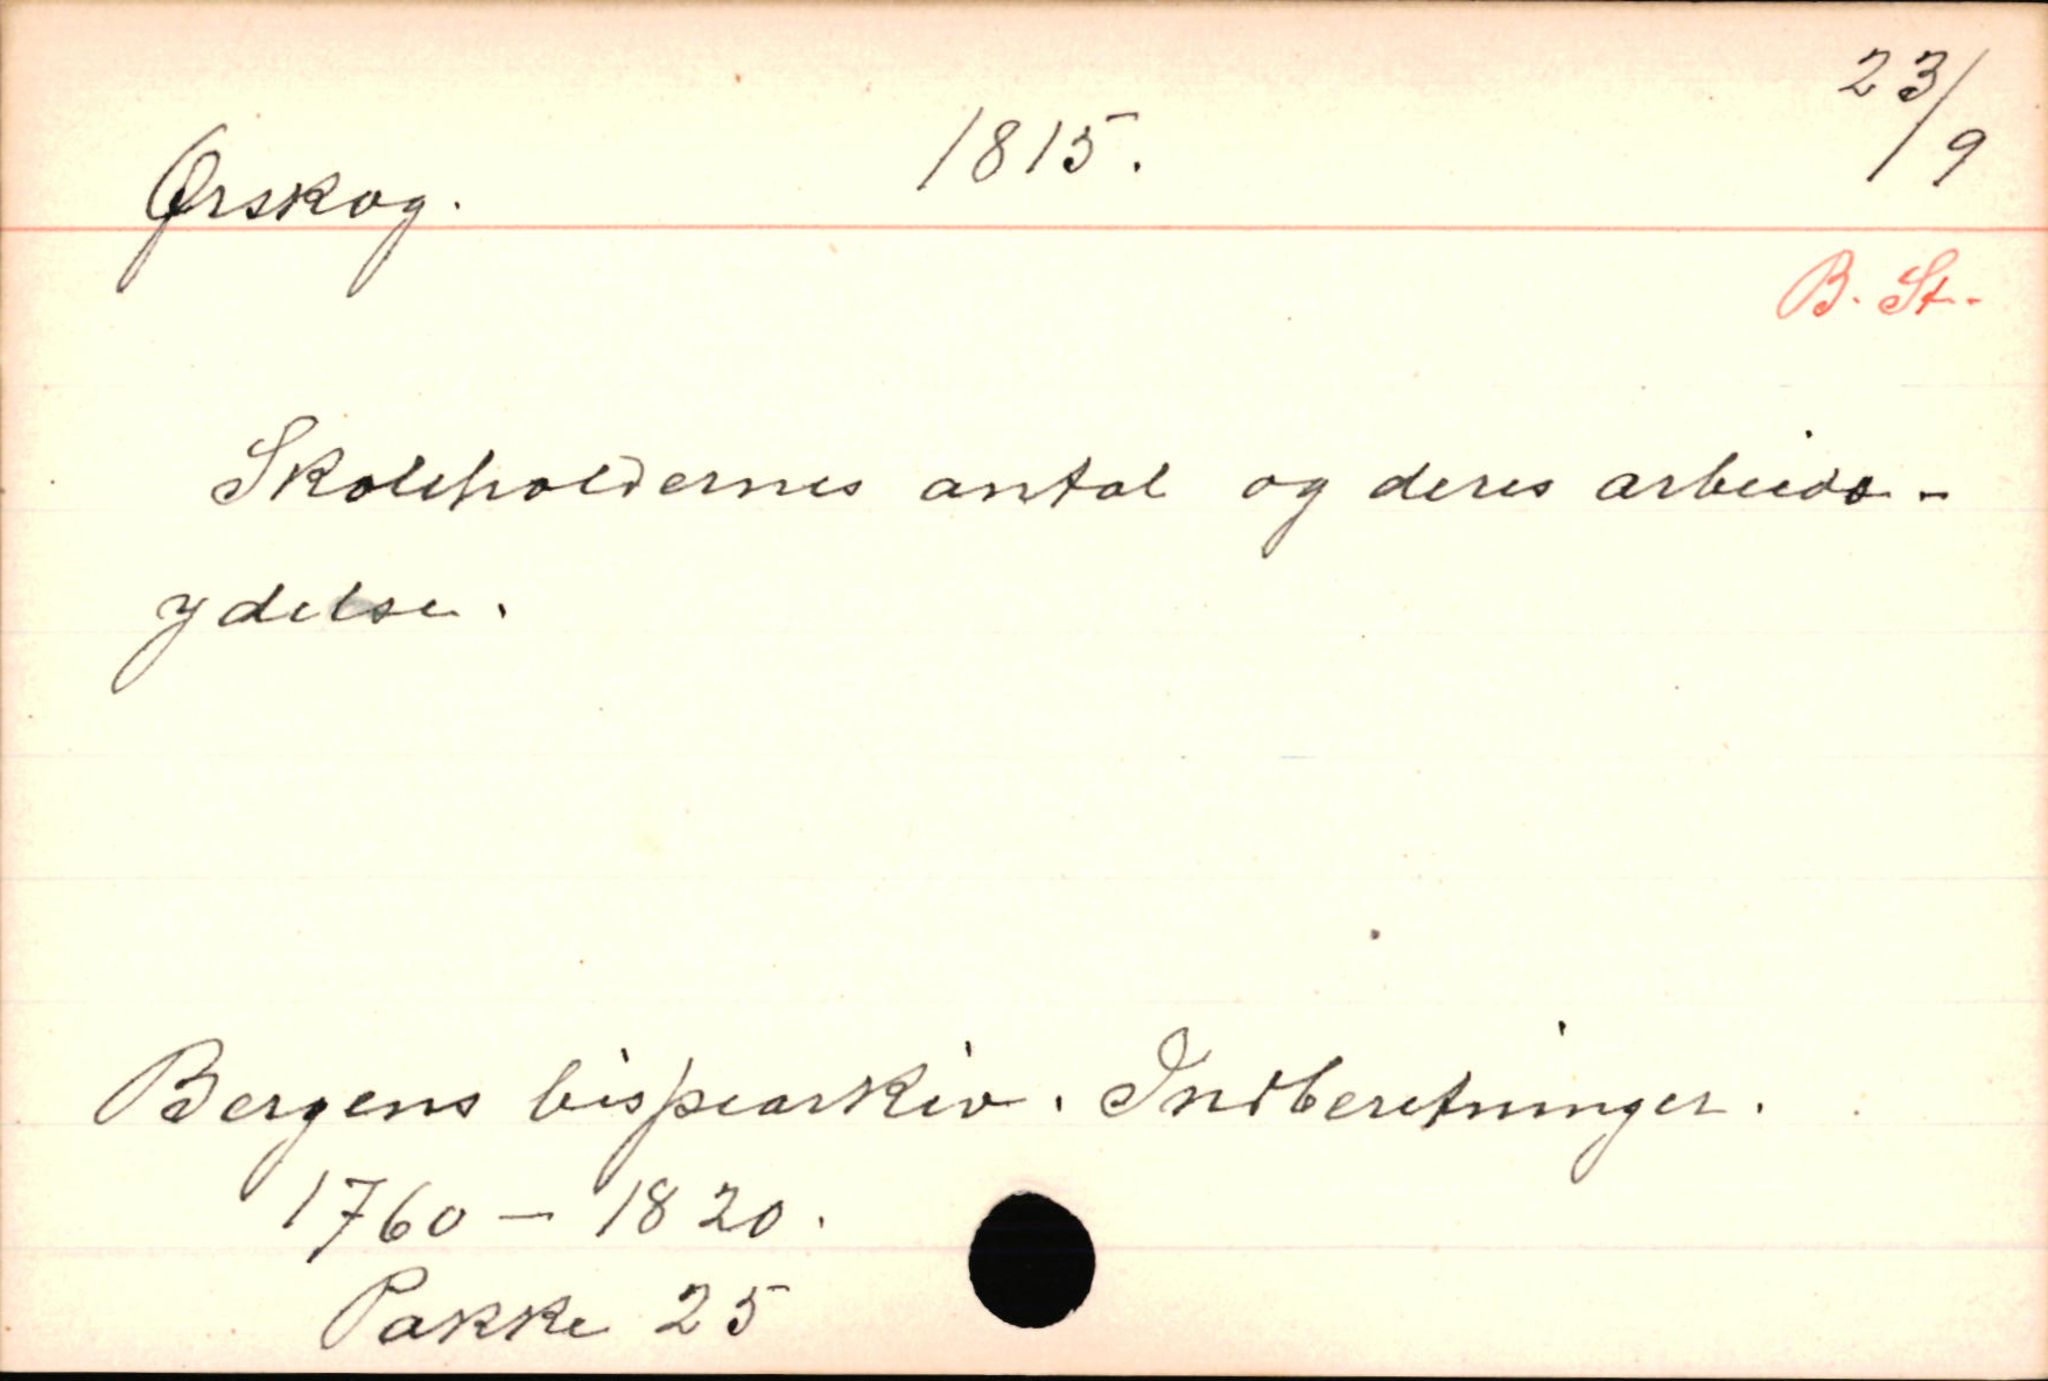 Ørskog. 1815. 23/9
B. St.
Skoleholdernes antal og deres arbeids-
ydelse.
Bergens bispearkiv. Indberetninger.
1760 - 1820.
Pakke 25